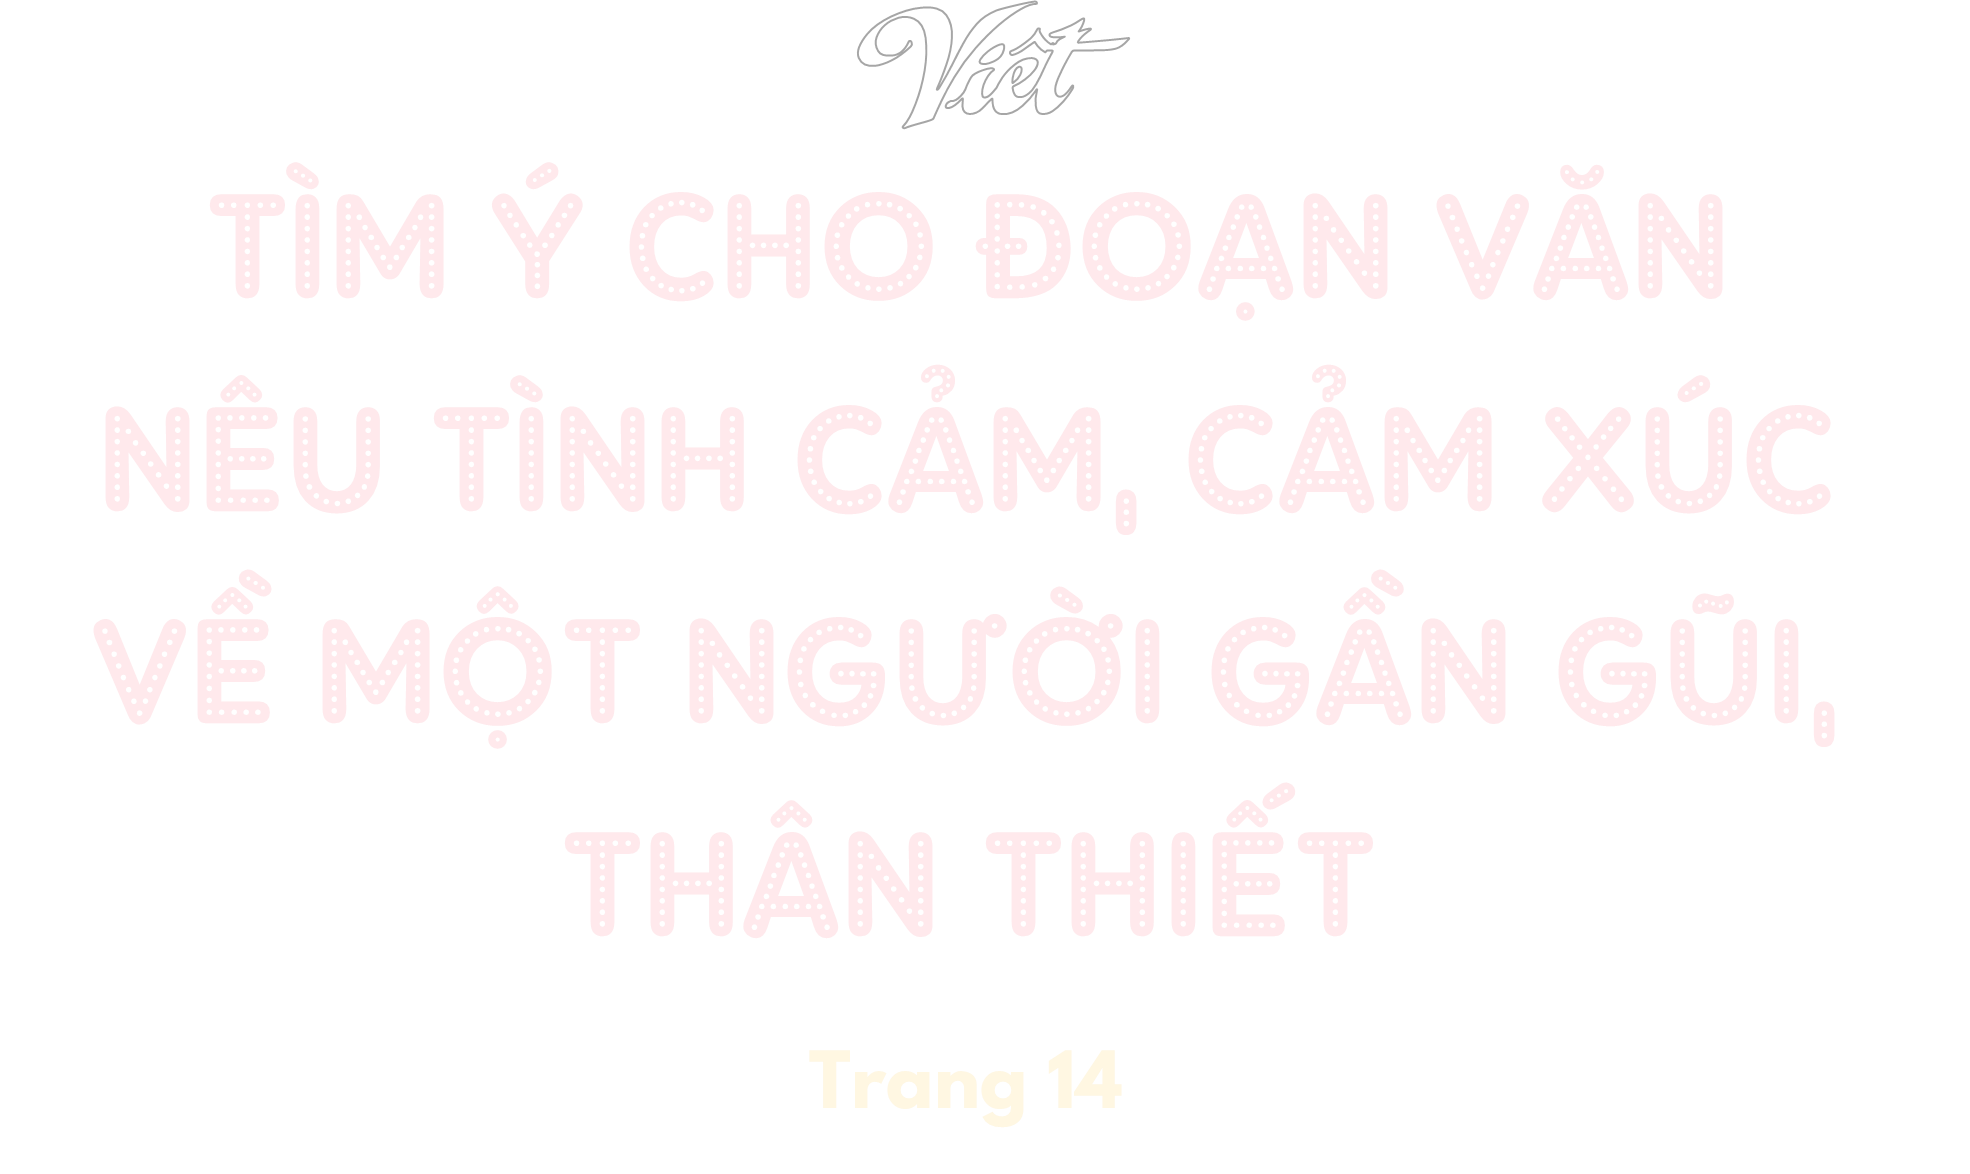 Viết
TÌM Ý CHO ĐOẠN VĂN
NÊU TÌNH CẢM, CẢM XÚC
VỀ MỘT NGƯỜI GẦN GŨI,
THÂN THIẾT
Trang 14